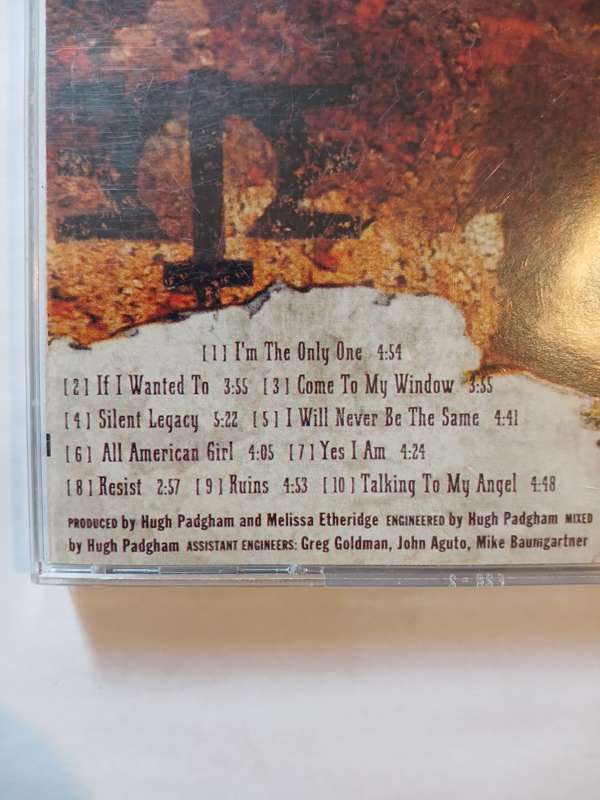 [1] I'm The Only One 4:54
[2] If I Wanted To 3:55 [3] Come To My Window 3:55
[4] Silent Legacy 5:22 [5] I Will Never Be The Same 4:41
[6] All American Girl 4:05 [7] Yes I Am 4:24
[8] Resist 2:57 [9] Ruins 4:53 [10] Talking To My Angel 4:48
PRODUCED by Hugh Padgham and Melissa Etheridge ENGINEERED by Hugh Padgham MIXED
by Hugh Padgham ASSISTANT ENGINEERS: Greg Goldman, John Aguto, Mike Baumgartner